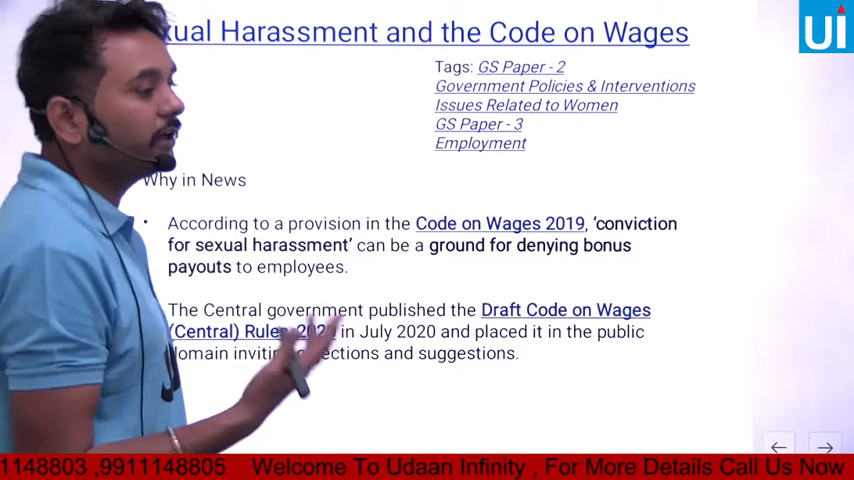 xual Harassment and the Code on Wages
UI
Tags: GS Paper - 2
Government Policies & Interventions
Issues Related to Women
GS Paper - 3
Employment
Why in News
• According to a provision in the Code on Wages 2019, ‘conviction
for sexual harassment’ can be a ground for denying bonus
payouts to employees.
The Central government published the Draft Code on Wages
(Central) Rules, 2020 in July 2020 and placed it in the public
domain inviting objections and suggestions.
1148803 ,9911148805 Welcome To Udaan Infinity , For More Details Call Us Now